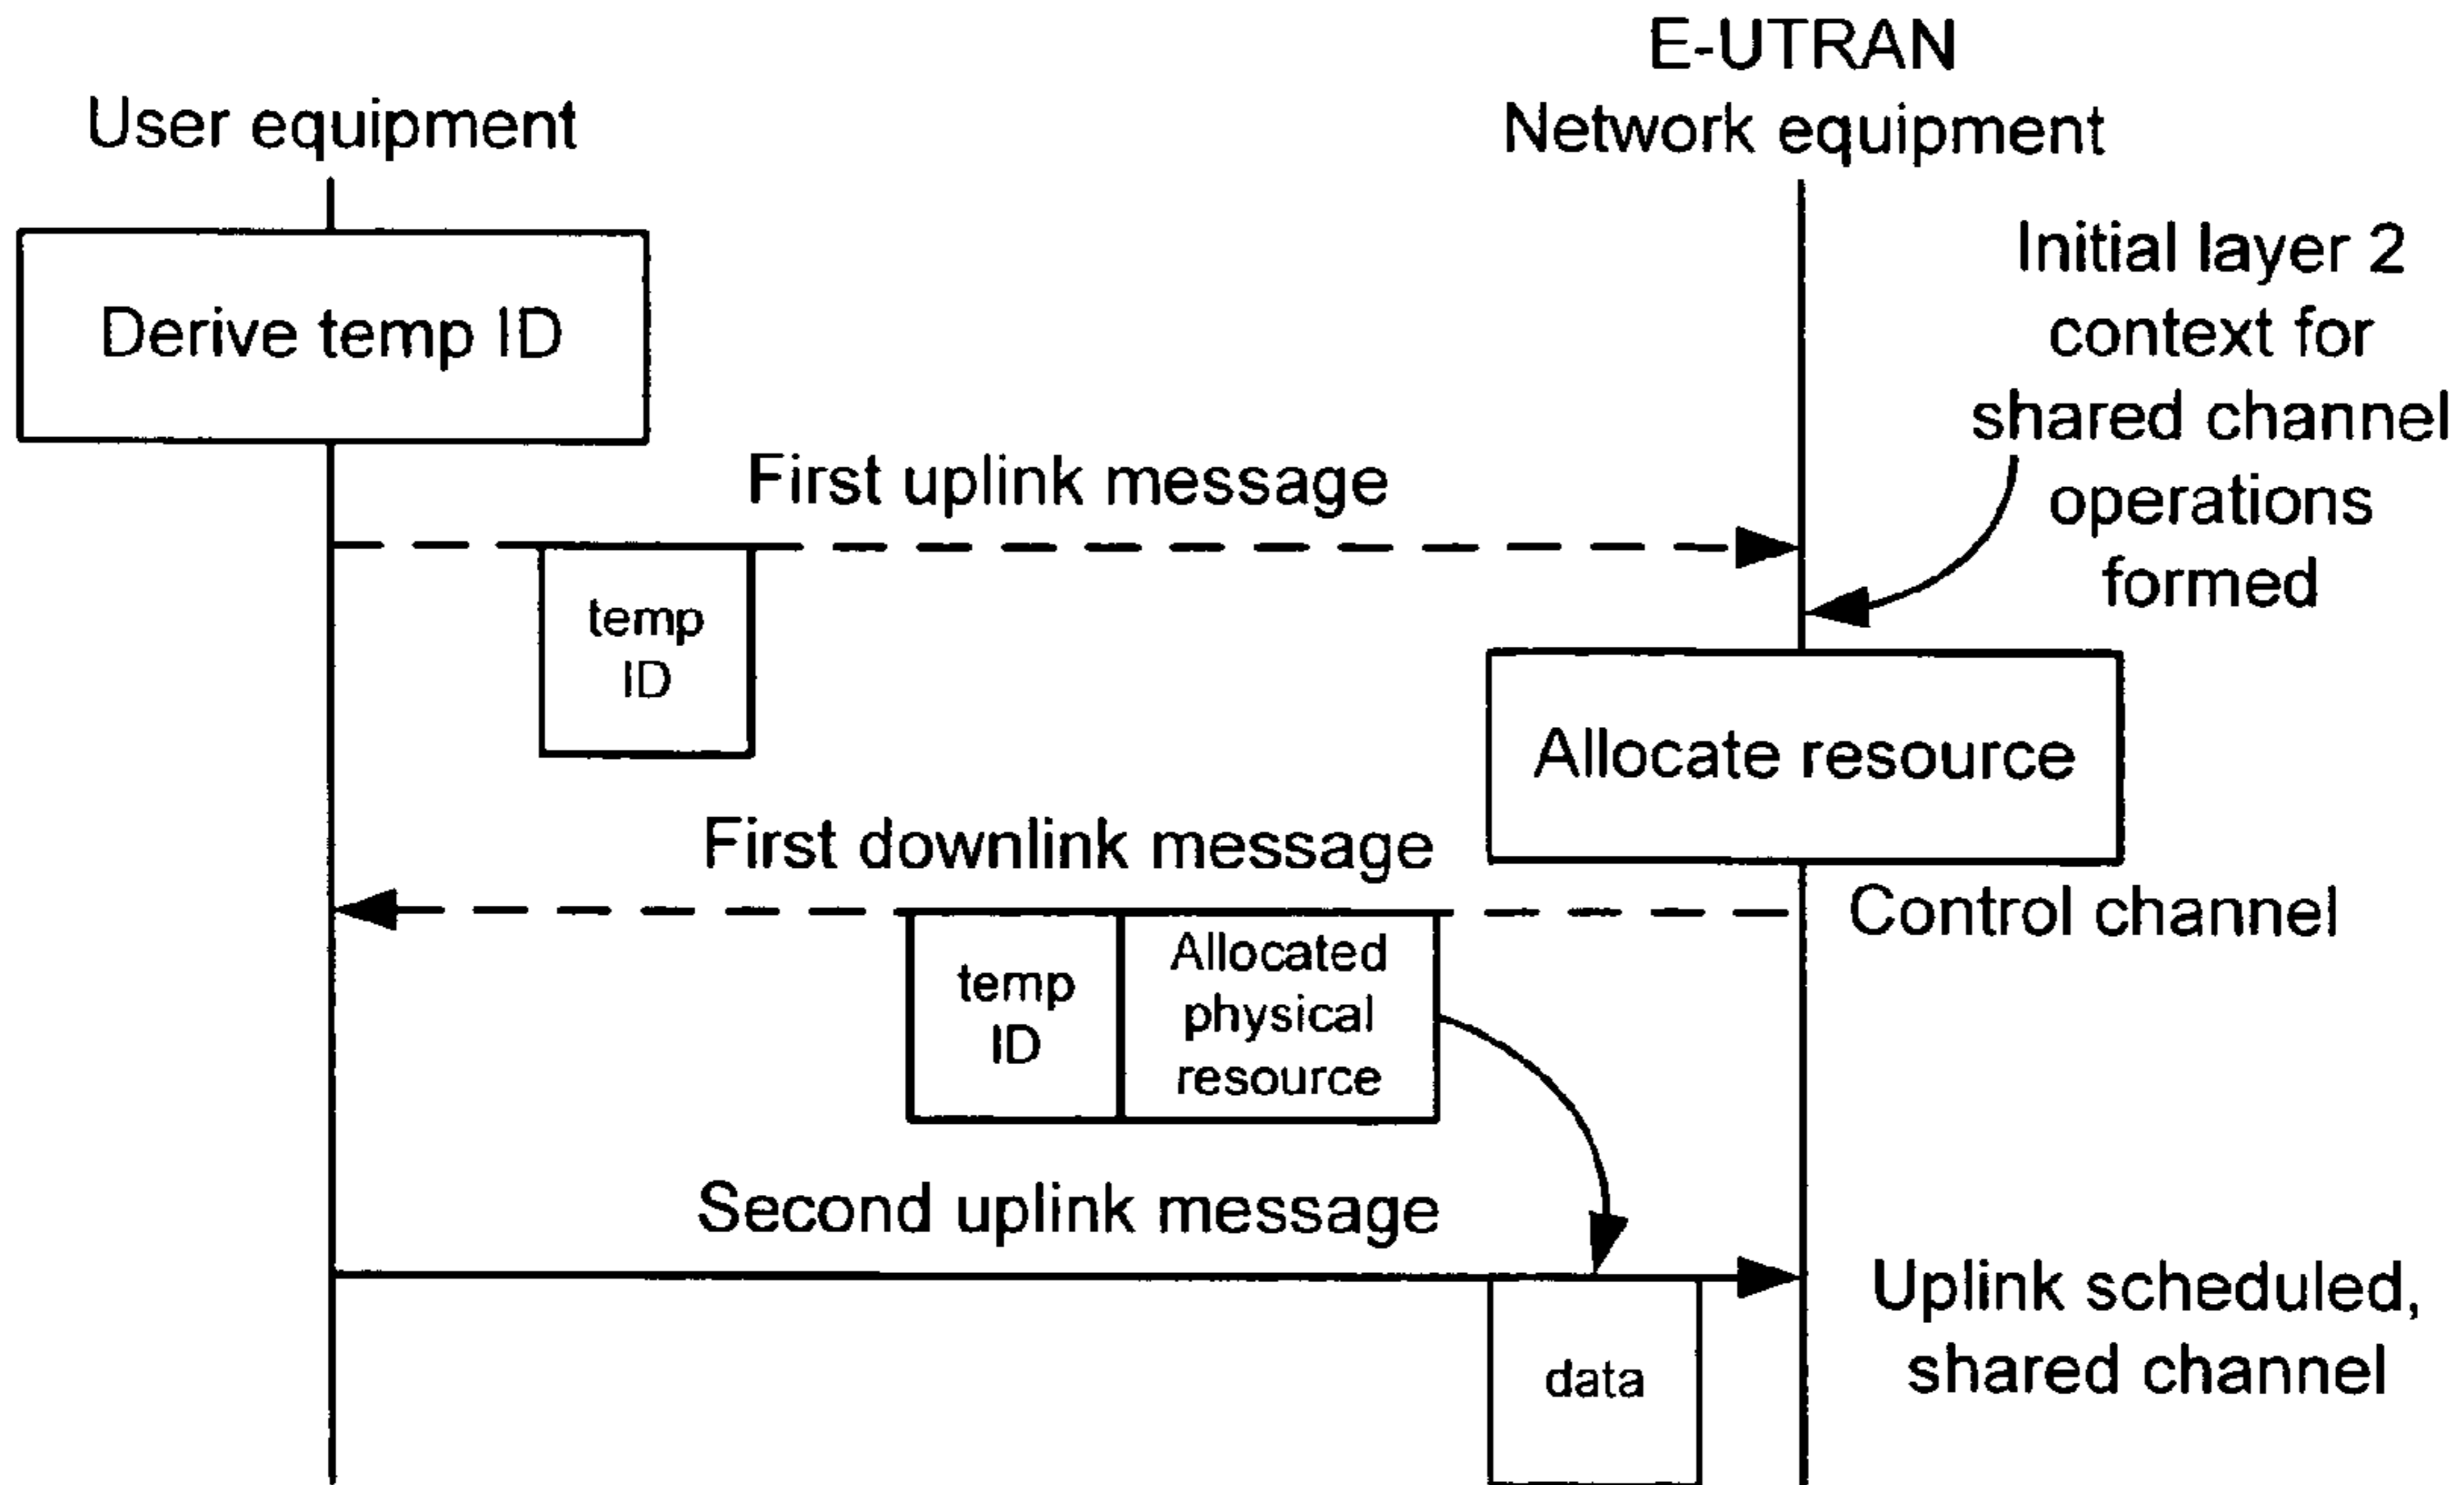 E-UTRAN
User equipment
Network equipment
Initial layer 2
context for
shared channel
operations
formed
Derive temp ID
First uplink message
temp
ID
Allocate resource
First downlink message
Control channel
temp
ID
Allocated
physical
resource
Second uplink message
Uplink scheduled,
shared channel
data